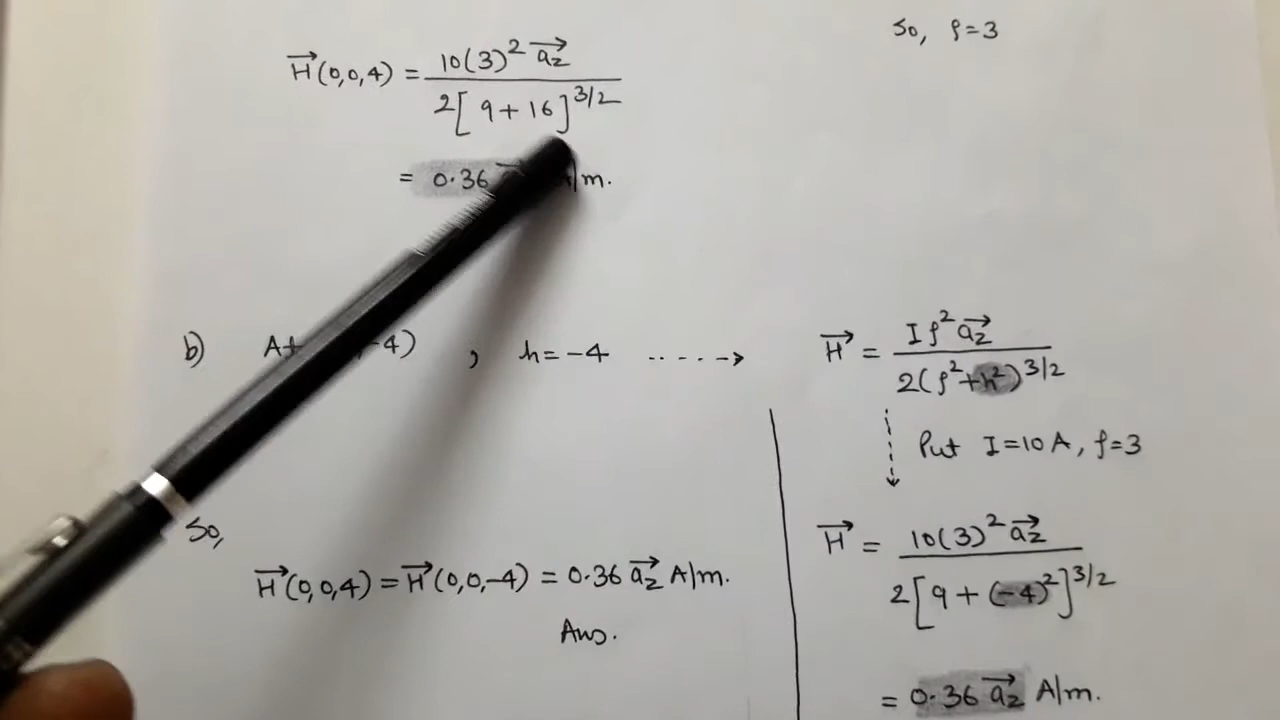 So, ρ=3
H⃗(0,0,4) = 10(3)² a⃗z / 2[9+16]^3/2
= 0.36 A/m.
b) At -4) , h=-4 ·····→ H⃗ = Iρ² a⃗z / 2(ρ²+h²)^3/2
Put I=10A, ρ=3
So,
H⃗ = 10(3)² a⃗z / 2[9+(-4)²]^3/2
H⃗(0,0,4) = H⃗(0,0,-4) = 0.36 a⃗z A/m.
Ans.
= 0.36 a⃗z A/m.